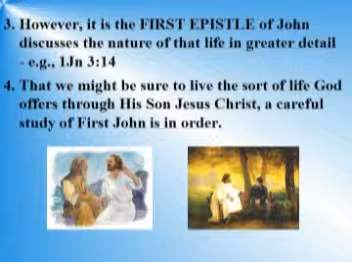 3. However, it is the FIRST EPISTLE of John
discusses the nature of that life in greater detail
- e.g., 1Jn 3:14
4. That we might be sure to live the sort of life God
offers through His Son Jesus Christ, a careful
study of First John is in order.